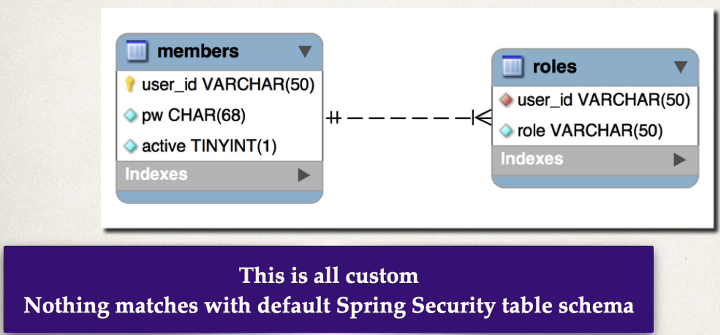 members
user_id VARCHAR(50)
pw CHAR(68)
active TINYINT(1)
Indexes
roles
user_id VARCHAR(50)
role VARCHAR(50)
Indexes
This is all custom
Nothing matches with default Spring Security table schema